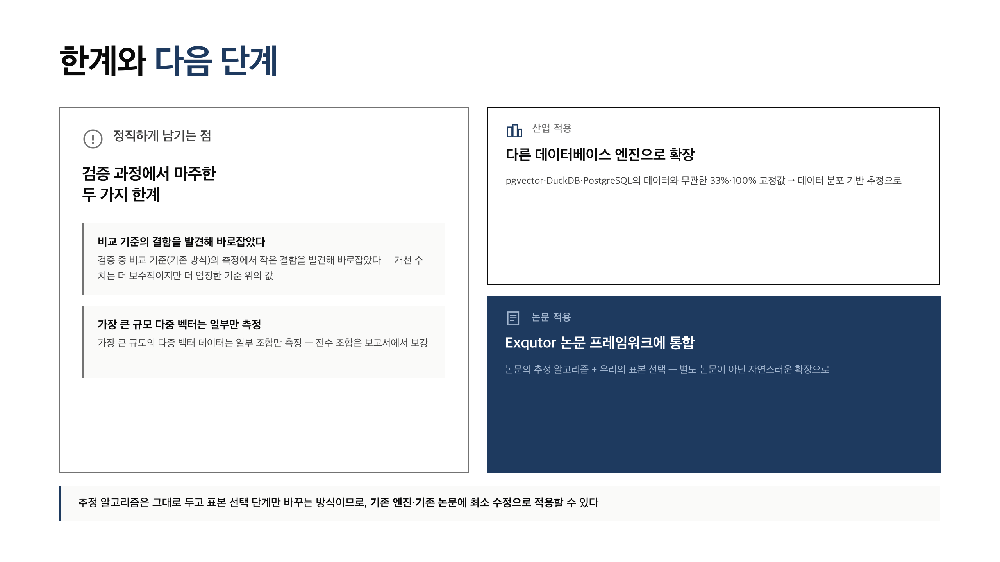 한계와 다음 단계
정직하게 남기는 점
검증 과정에서 마주한
두 가지 한계
비교 기준의 결함을 발견해 바로잡았다
검증 중 비교 기준(기존 방식)의 측정에서 작은 결함을 발견해 바로잡았다 — 개선 수
치는 더 보수적이지만 더 엄정한 기준 위의 값
가장 큰 규모 다중 벡터는 일부만 측정
가장 큰 규모의 다중 벡터 데이터는 일부 조합만 측정 — 전수 조합은 보고서에서 보강
산업 적용
다른 데이터베이스 엔진으로 확장
pgvector·DuckDB·PostgreSQL의 데이터와 무관한 33%·100% 고정값 → 데이터 분포 기반 추정으로
논문 적용
Exqutor 논문 프레임워크에 통합
논문의 추정 알고리즘 + 우리의 표본 선택 — 별도 논문이 아닌 자연스러운 확장으로
추정 알고리즘은 그대로 두고 표본 선택 단계만 바꾸는 방식이므로, 기존 엔진·기존 논문에 최소 수정으로 적용할 수 있다